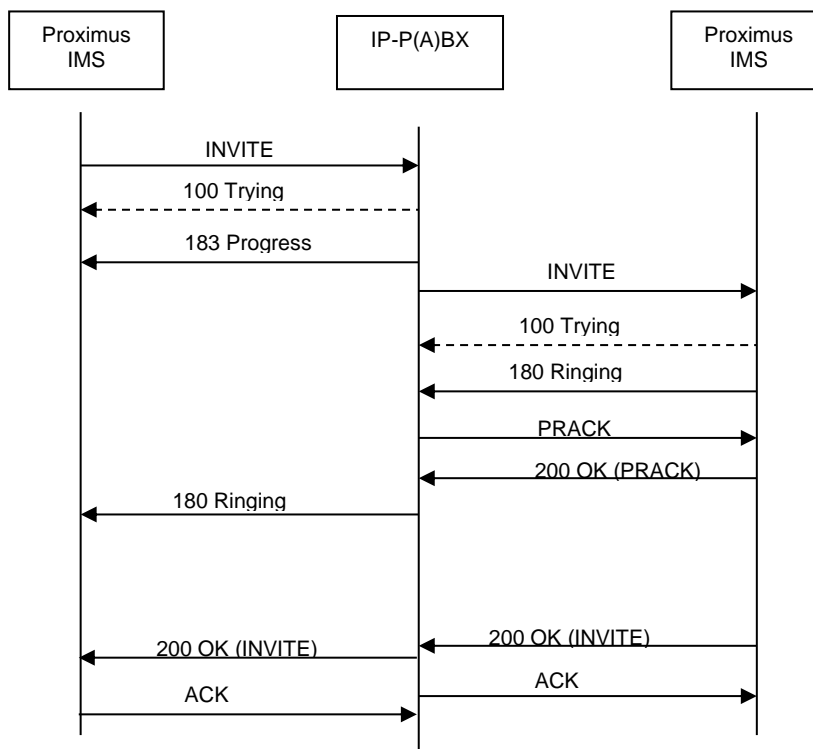 Proximus
IMS
IP-P(A)BX
Proximus
IMS
INVITE
100 Trying
183 Progress
INVITE
100 Trying
180 Ringing
PRACK
200 OK (PRACK)
180 Ringing
200 OK (INVITE)
200 OK (INVITE)
ACK
ACK